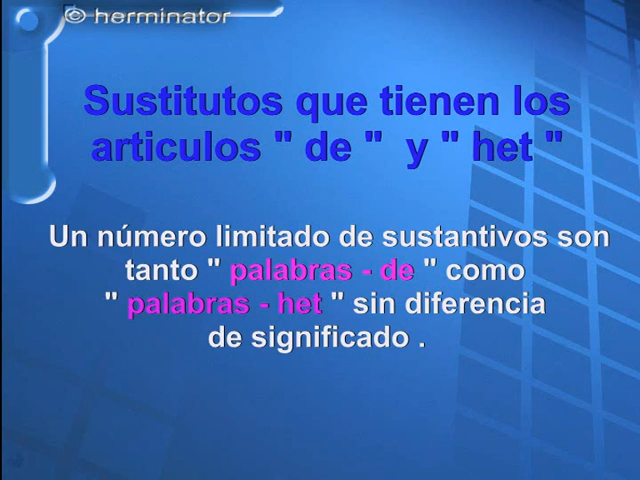 © herminator
Sustitutos que tienen los
articulos " de "  y " het "
Un número limitado de sustantivos son
tanto " palabras - de " como
" palabras - het " sin diferencia
de significado .